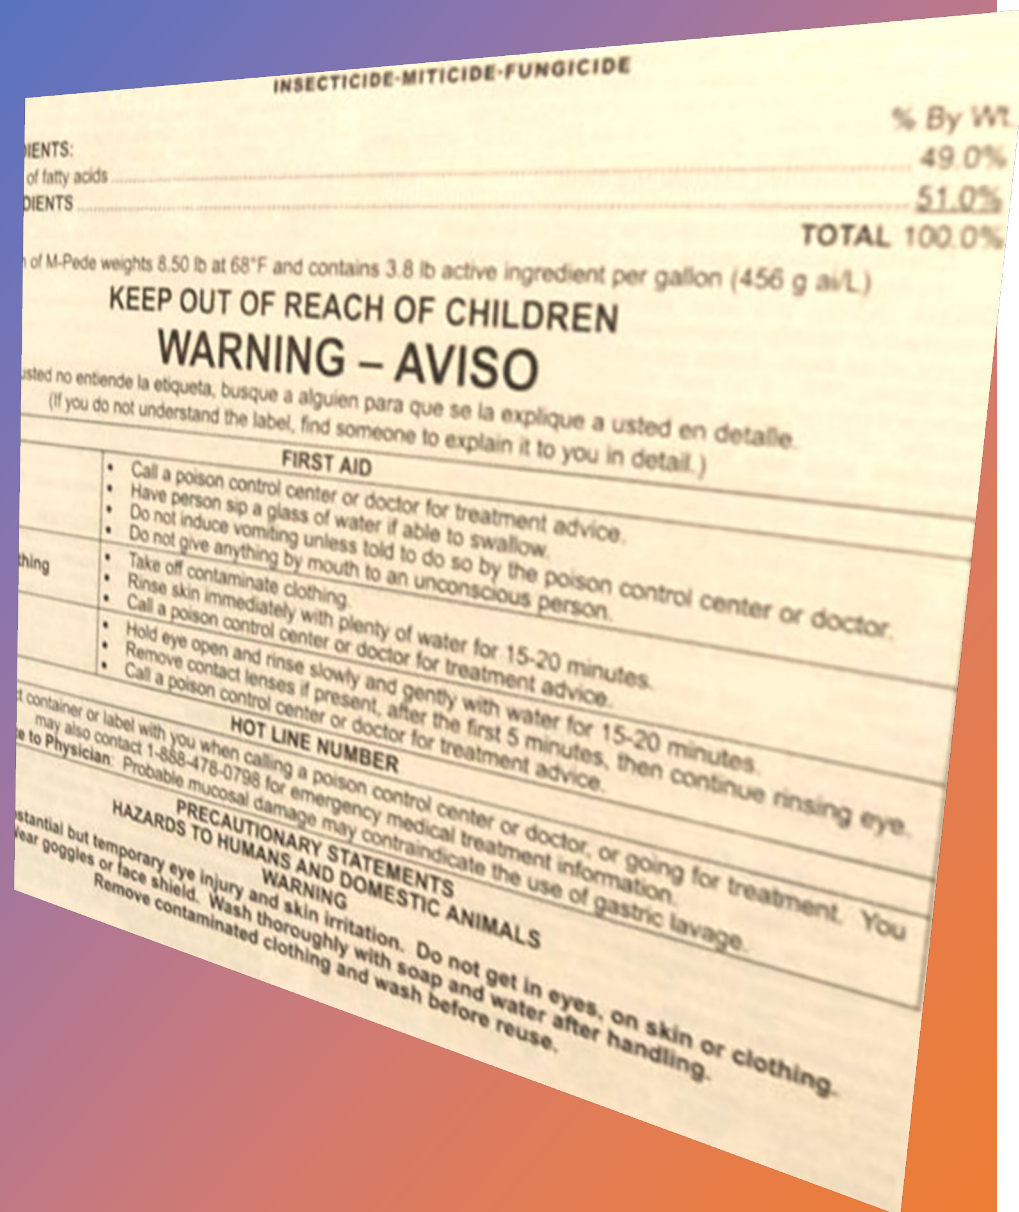 INSECTICIDE-MITICIDE-FUNGICIDE
% By Wt.
IENTS:
of fatty acids 49.0%
DIENTS 51.0%
TOTAL 100.0%
of M-Pede weights 8.50 lb at 68°F and contains 3.8 lb active ingredient per gallon (456 g ai/L)
KEEP OUT OF REACH OF CHILDREN
WARNING – AVISO
usted no entiende la etiqueta, busque a alguien para que se la explique a usted en detalle.
(If you do not understand the label, find someone to explain it to you in detail.)
FIRST AID
• Call a poison control center or doctor for treatment advice.
• Have person sip a glass of water if able to swallow.
• Do not induce vomiting unless told to do so by the poison control center or doctor.
• Do not give anything by mouth to an unconscious person.
thing
• Take off contaminate clothing.
• Rinse skin immediately with plenty of water for 15-20 minutes.
• Call a poison control center or doctor for treatment advice.
• Hold eye open and rinse slowly and gently with water for 15-20 minutes.
• Remove contact lenses if present, after the first 5 minutes, then continue rinsing eye.
• Call a poison control center or doctor for treatment advice.
HOT LINE NUMBER
t container or label with you when calling a poison control center or doctor, or going for treatment. You
may also contact 1-888-478-0798 for emergency medical treatment information.
e to Physician: Probable mucosal damage may contraindicate the use of gastric lavage.
PRECAUTIONARY STATEMENTS
HAZARDS TO HUMANS AND DOMESTIC ANIMALS
WARNING
stantial but temporary eye injury and skin irritation. Do not get in eyes, on skin or clothing.
ear goggles or face shield. Wash thoroughly with soap and water after handling.
Remove contaminated clothing and wash before reuse.